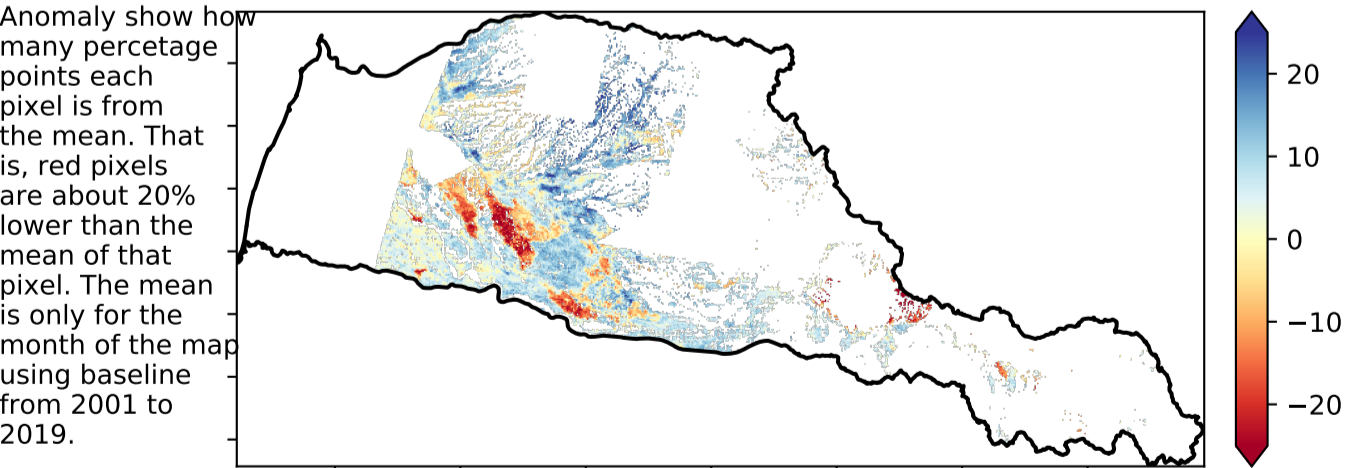 Anomaly show how
many percetage
points each
pixel is from
the mean. That
is, red pixels
are about 20%
lower than the
mean of that
pixel. The mean
is only for the
month of the map
using baseline
from 2001 to
2019.
20
10
0
−10
−20